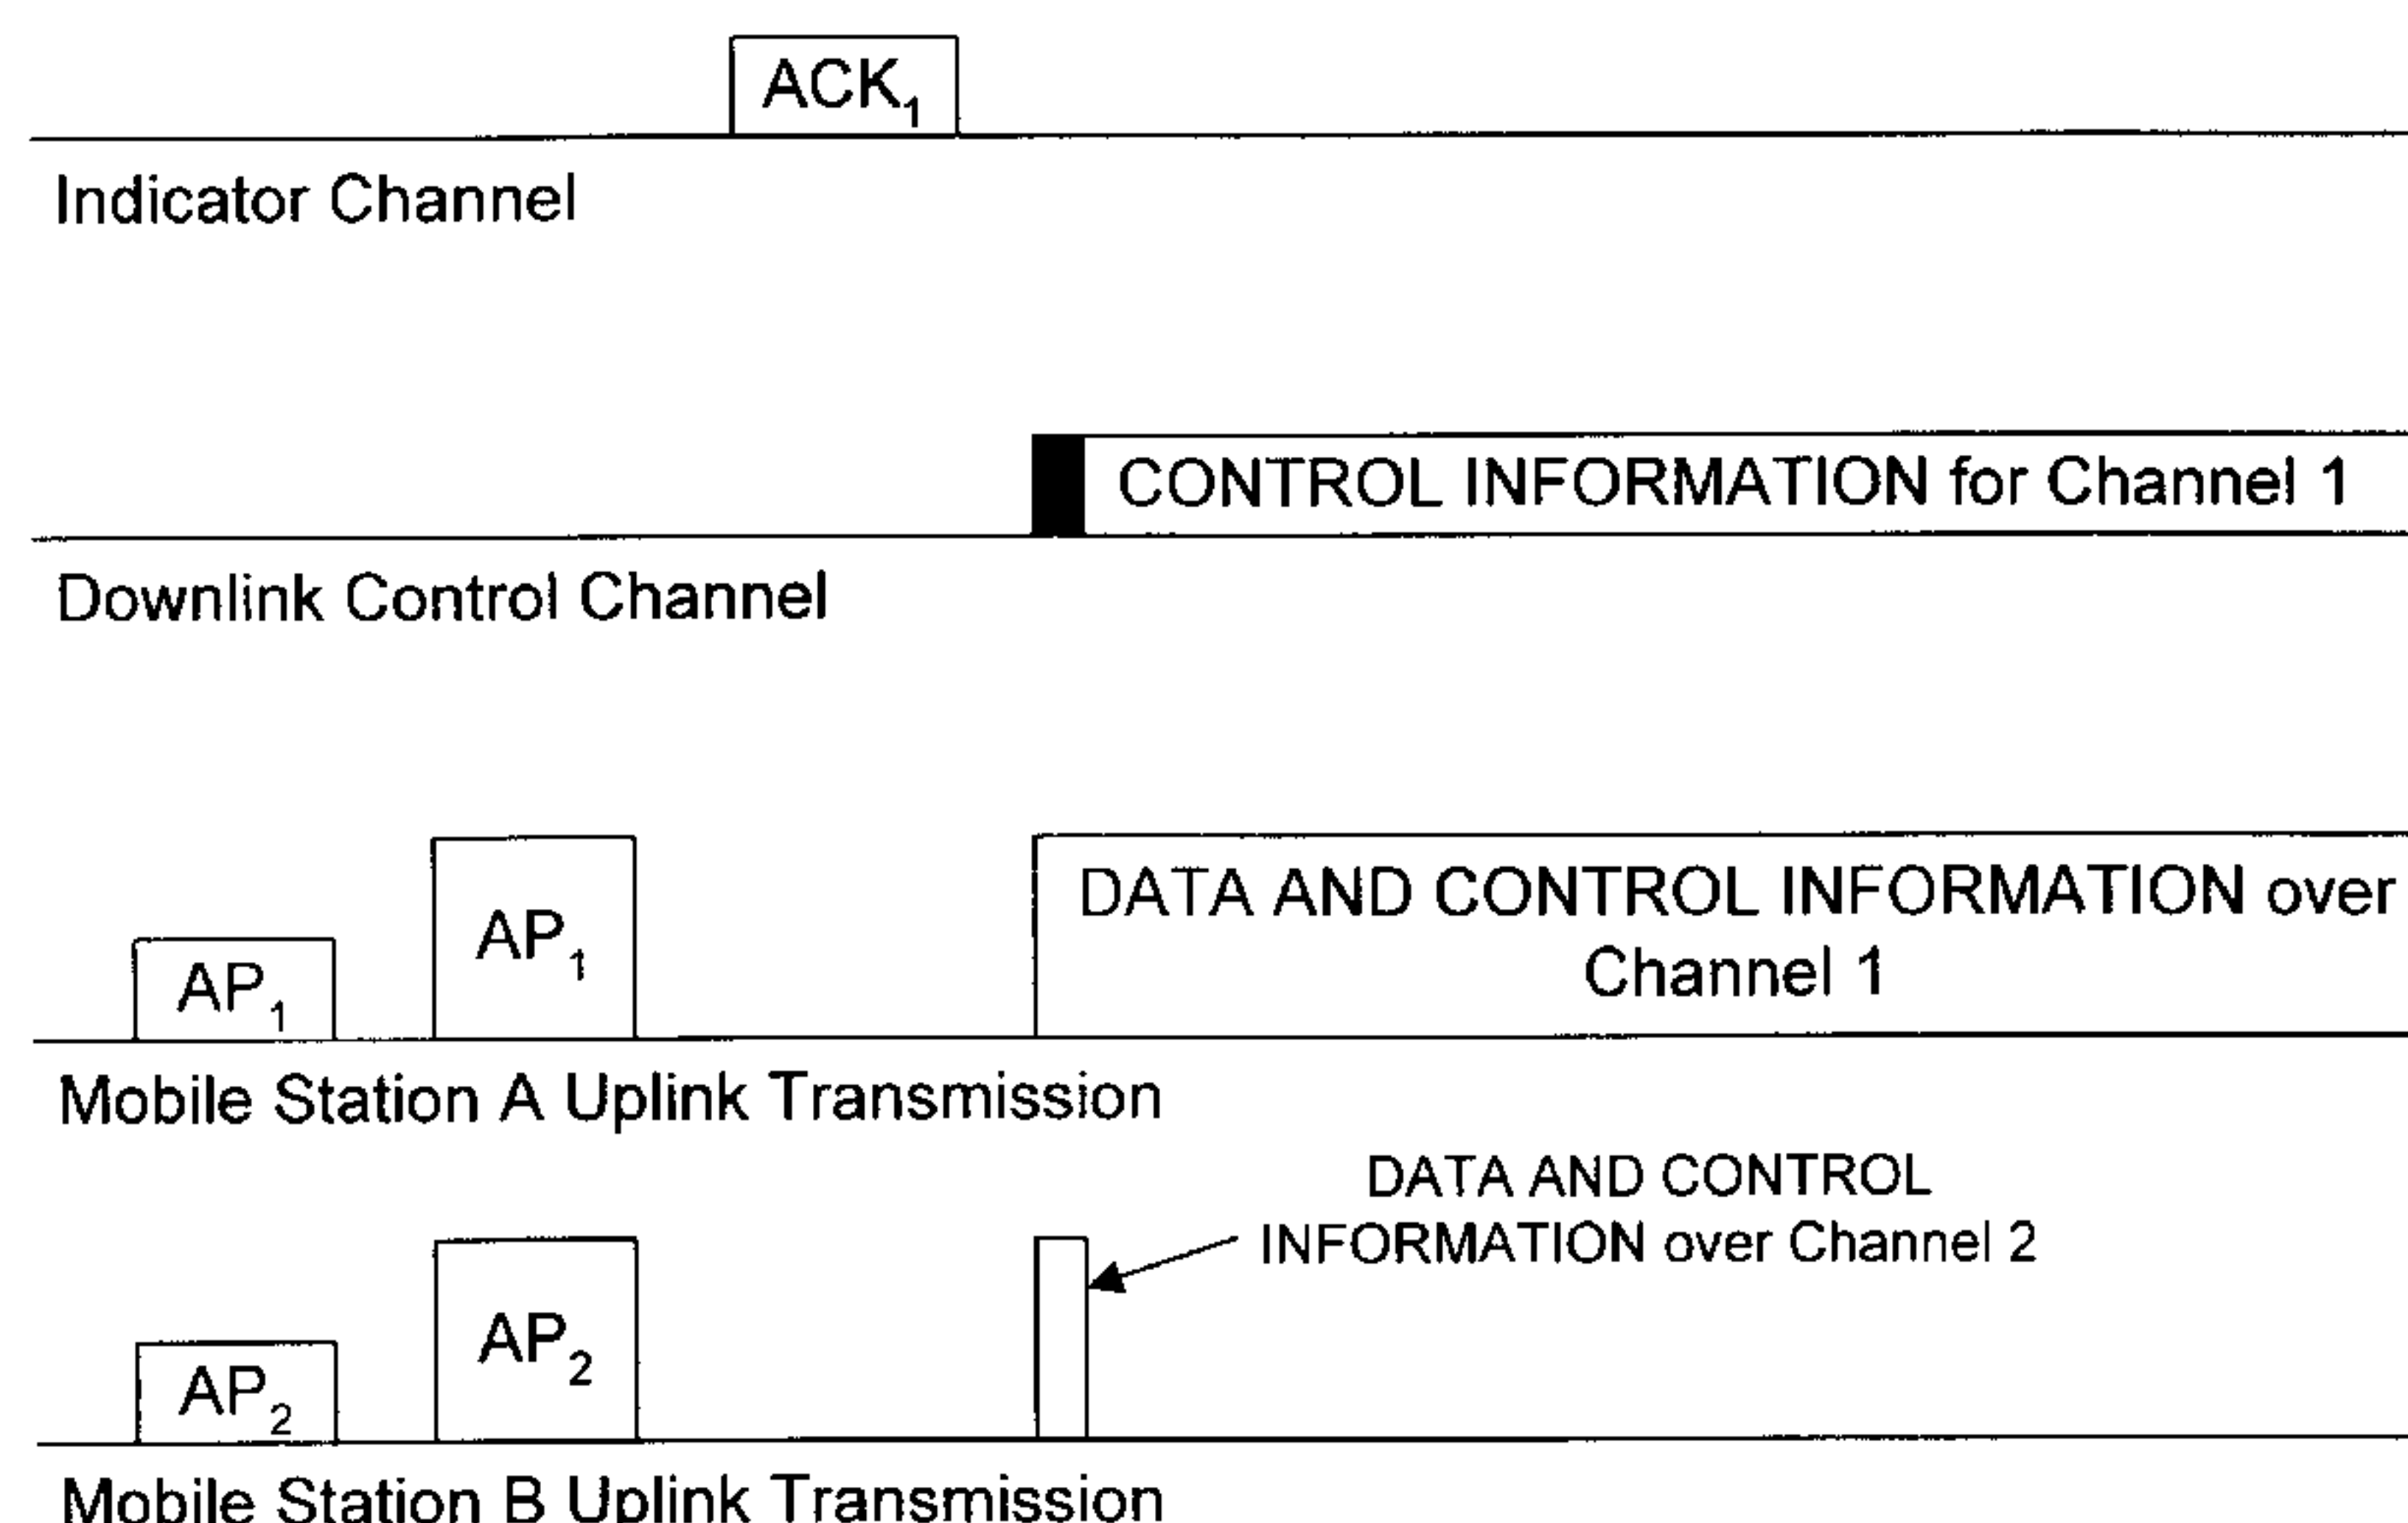 ACK₁
Indicator Channel
CONTROL INFORMATION for Channel 1
Downlink Control Channel
AP₁
AP₁
DATA AND CONTROL INFORMATION over
Channel 1
Mobile Station A Uplink Transmission
DATA AND CONTROL
INFORMATION over Channel 2
AP₂
AP₂
Mobile Station B Uplink Transmission